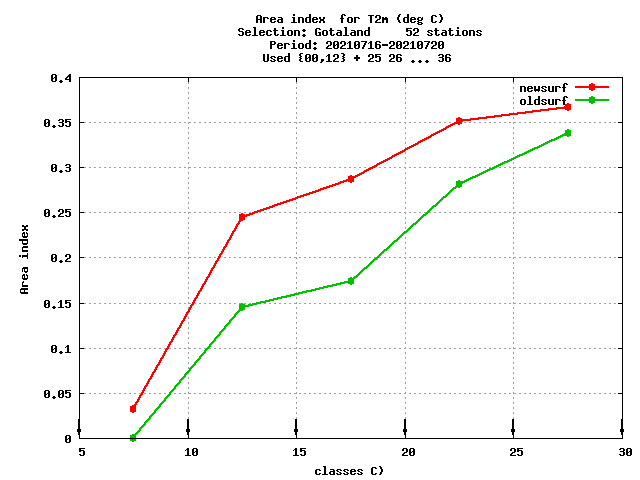 Area index  for T2m (deg C)
Selection: Gotaland     52 stations
Period: 20210716-20210720
Used {00,12} + 25 26 ... 36
newsurf
oldsurf
0.4
0.35
0.3
0.25
0.2
0.15
0.1
0.05
0
Area index
5 10 15 20 25 30
classes C)